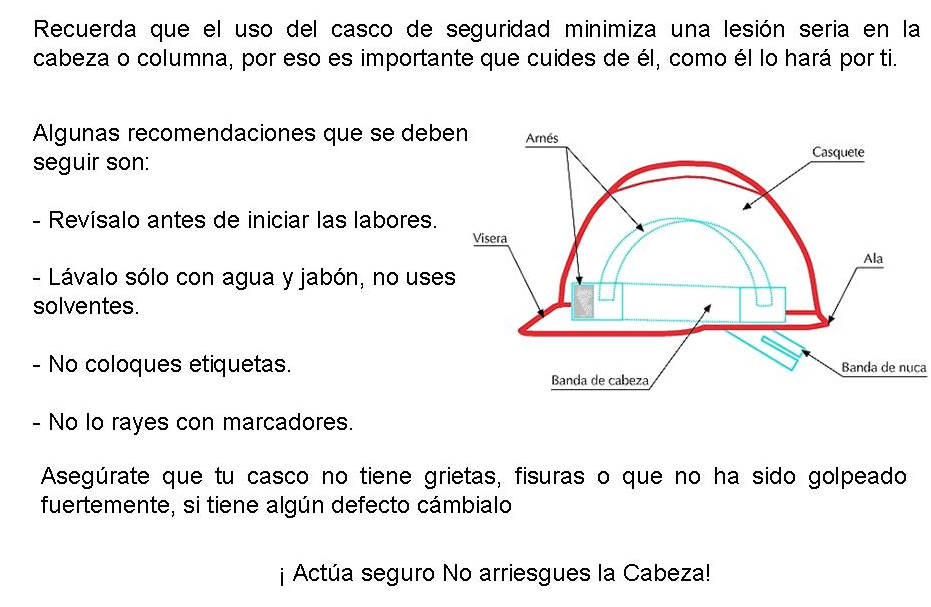 Recuerda que el uso del casco de seguridad minimiza una lesión seria en la
cabeza o columna, por eso es importante que cuides de él, como él lo hará por ti.
Algunas recomendaciones que se deben
seguir son:
- Revísalo antes de iniciar las labores.
- Lávalo sólo con agua y jabón, no uses
solventes.
- No coloques etiquetas.
- No lo rayes con marcadores.
Arnés
Casquete
Visera
Ala
Banda de cabeza
Banda de nuca
Asegúrate que tu casco no tiene grietas, fisuras o que no ha sido golpeado
fuertemente, si tiene algún defecto cámbialo
¡ Actúa seguro No arriesgues la Cabeza!